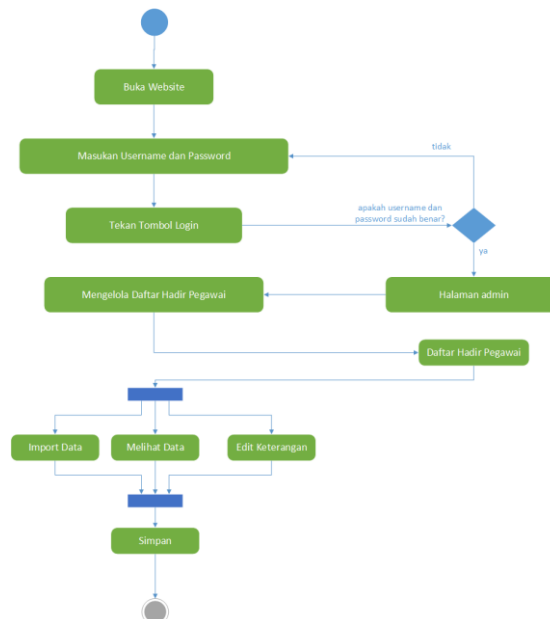 Buka Website
Masukan Username dan Password
tidak
Tekan Tombol Login
apakah username dan
password sudah benar?
ya
Mengelola Daftar Hadir Pegawai
Halaman admin
Daftar Hadir Pegawai
Import Data
Melihat Data
Edit Keterangan
Simpan